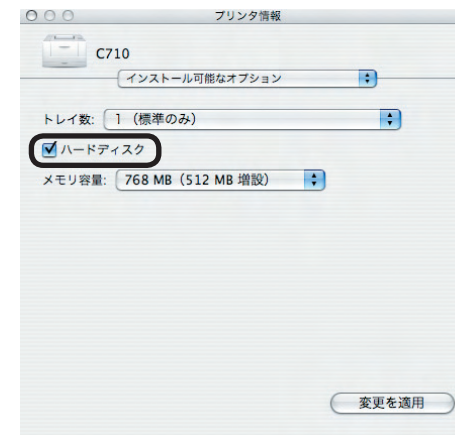 プリンタ情報
C710
インストール可能なオプション
トレイ数: 1 (標準のみ)
ハードディスク
メモリ容量: 768 MB (512 MB 増設)
変更を適用